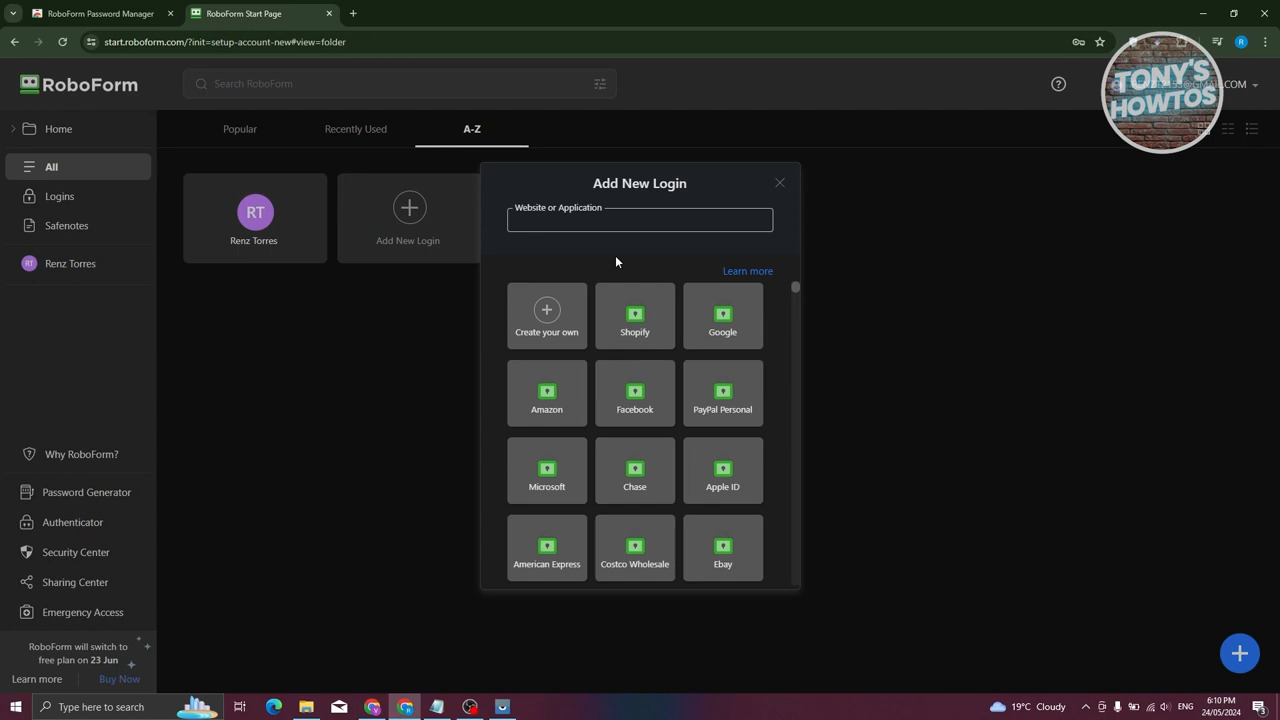 RoboForm Password Manager
RoboForm Start Page
start.roboform.com/?init=setup-account-new#view=folder
RoboForm
Search RoboForm
GMAIL.COM
TONY'S
HOWTOS
Home
Popular
Recently Used
A-Z
All
Logins
Safenotes
RT Renz Torres
RT
Renz Torres
Add New Login
Add New Login
Website or Application
Learn more
Create your own
Shopify
Google
Amazon
Facebook
PayPal Personal
Microsoft
Chase
Apple ID
American Express
Costco Wholesale
Ebay
Why RoboForm?
Password Generator
Authenticator
Security Center
Sharing Center
Emergency Access
RoboForm will switch to
free plan on 23 Jun
Learn more
Buy Now
Type here to search
19°C Cloudy
6:10 PM
24/05/2024